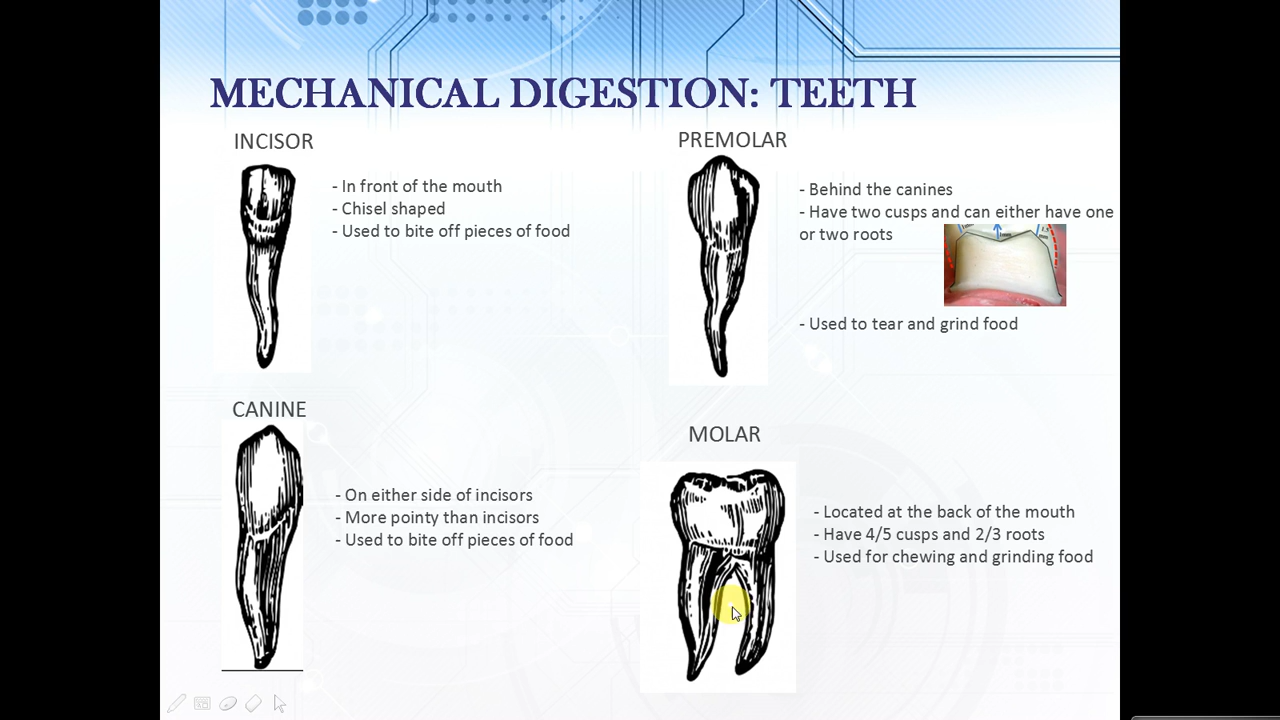 MECHANICAL DIGESTION: TEETH
INCISOR
- In front of the mouth
- Chisel shaped
- Used to bite off pieces of food
PREMOLAR
- Behind the canines
- Have two cusps and can either have one
or two roots
- Used to tear and grind food
CANINE
- On either side of incisors
- More pointy than incisors
- Used to bite off pieces of food
MOLAR
- Located at the back of the mouth
- Have 4/5 cusps and 2/3 roots
- Used for chewing and grinding food